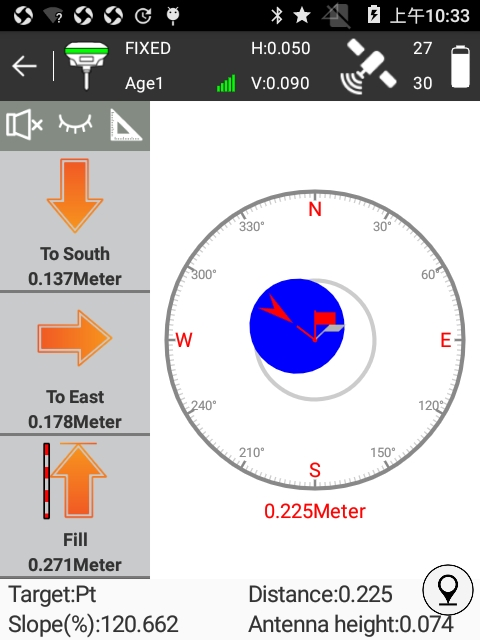 上午10:33
FIXED H:0.050 27
Age1 V:0.090 30
To South
0.137Meter
To East
0.178Meter
Fill
0.271Meter
N
330° 30°
300° 60°
W E
240° 120°
210° 150°
S
0.225Meter
Target:Pt Distance:0.225
Slope(%):120.662 Antenna height:0.074